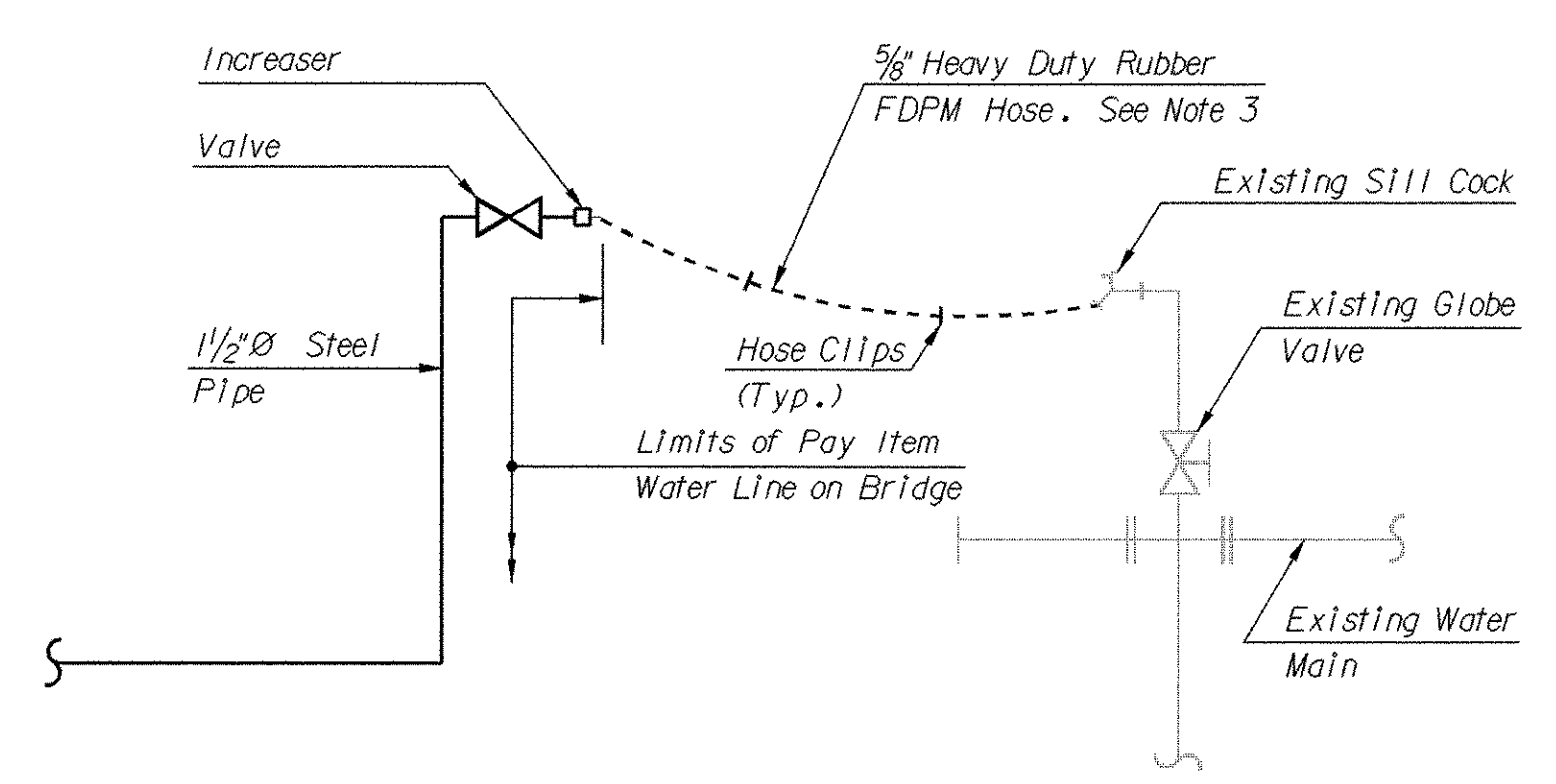 Increaser
5/8" Heavy Duty Rubber
FDPM Hose. See Note 3
Valve
Existing Sill Cock
Existing Globe
Valve
1 1/2"Ø Steel
Pipe
Hose Clips
(Typ.)
Limits of Pay Item
Water Line on Bridge
Existing Water
Main